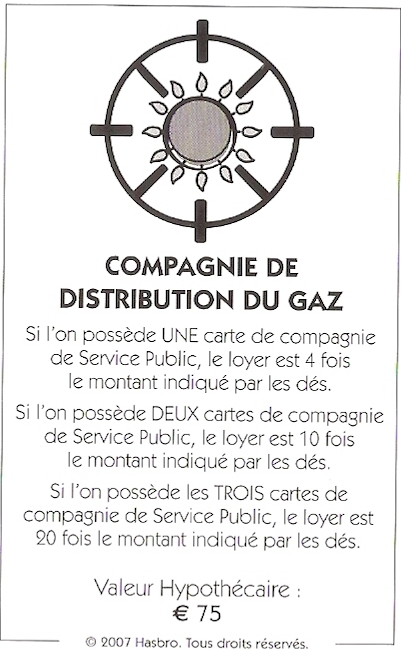 COMPAGNIE DE
DISTRIBUTION DU GAZ
Si l'on possède UNE carte de compagnie
de Service Public, le loyer est 4 fois
le montant indiqué par les dés.
Si l'on possède DEUX cartes de compagnie
de Service Public, le loyer est 10 fois
le montant indiqué par les dés.
Si l'on possède les TROIS cartes de
compagnie de Service Public, le loyer est
20 fois le montant indiqué par les dés.
Valeur Hypothécaire :
€ 75
© 2007 Hasbro. Tous droits réservés.